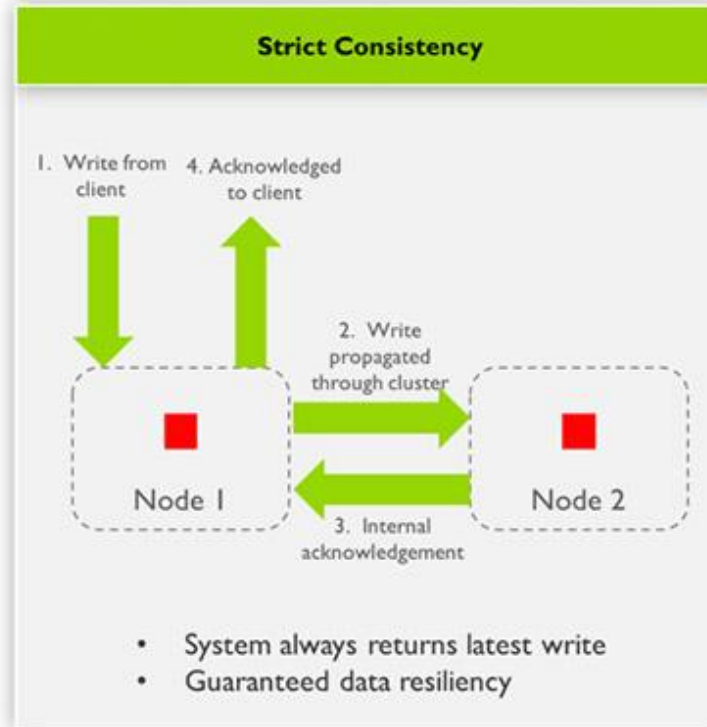 Strict Consistency
1. Write from
client
4. Acknowledged
to client
2. Write
propagated
through cluster
Node 1
Node 2
3. Internal
acknowledgement
• System always returns latest write
• Guaranteed data resiliency